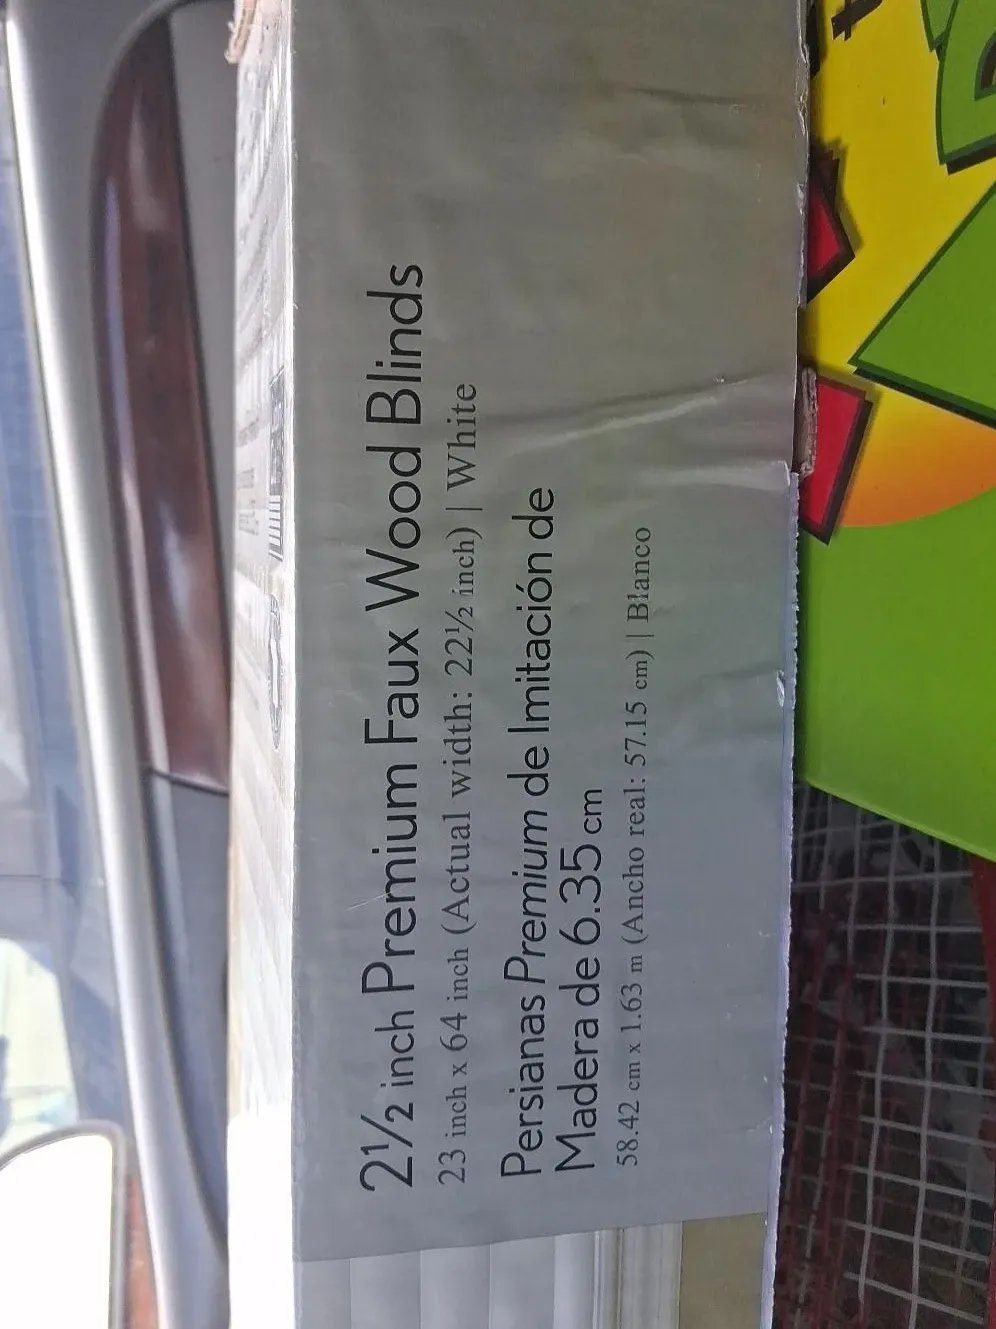 2½ inch Premium Faux Wood Blinds
23 inch x 64 inch (Actual width: 22½ inch) | White
Persianas Premium de Imitación de
Madera de 6.35 cm
58.42 cm x 1.63 m (Ancho real: 57.15 cm) | Blanco